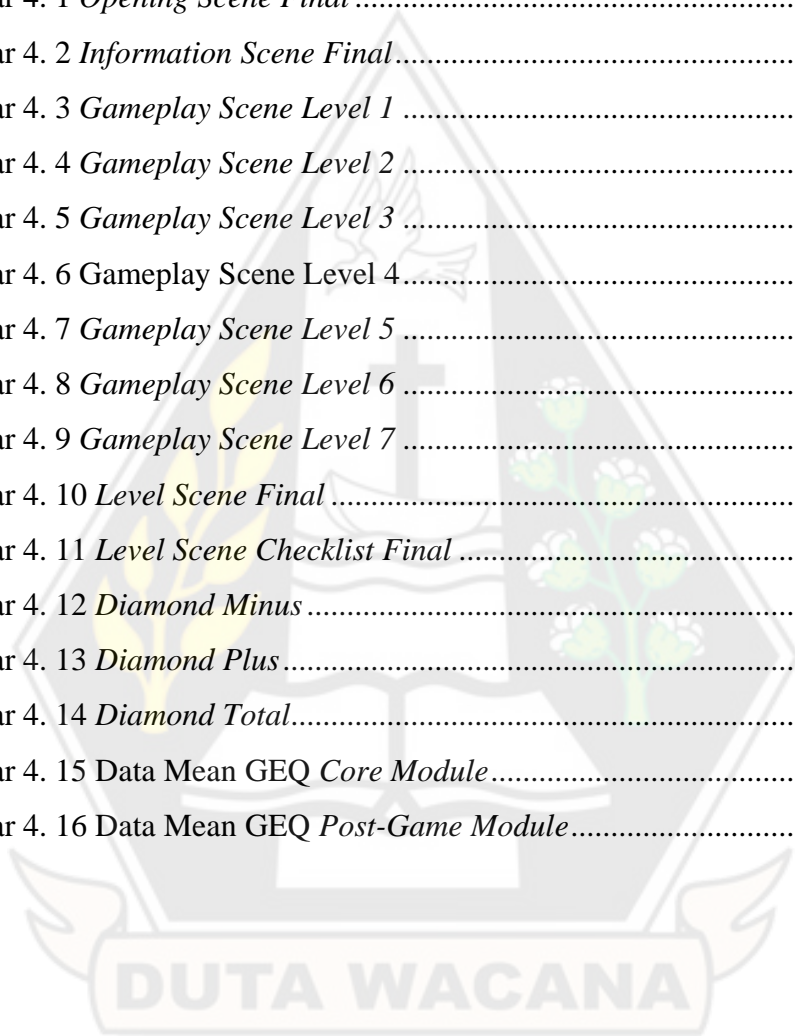 ar 4. 1 Opening Scene Final ........................................................
ar 4. 2 Information Scene Final ...................................................
ar 4. 3 Gameplay Scene Level 1 ..................................................
ar 4. 4 Gameplay Scene Level 2 ..................................................
ar 4. 5 Gameplay Scene Level 3 ..................................................
ar 4. 6 Gameplay Scene Level 4 ..................................................
ar 4. 7 Gameplay Scene Level 5 ..................................................
ar 4. 8 Gameplay Scene Level 6 ..................................................
ar 4. 9 Gameplay Scene Level 7 ..................................................
ar 4. 10 Level Scene Final ...........................................................
ar 4. 11 Level Scene Checklist Final ...........................................
ar 4. 12 Diamond Minus ..............................................................
ar 4. 13 Diamond Plus .................................................................
ar 4. 14 Diamond Total ................................................................
ar 4. 15 Data Mean GEQ Core Module .......................................
ar 4. 16 Data Mean GEQ Post-Game Module .............................
DUTA WACANA